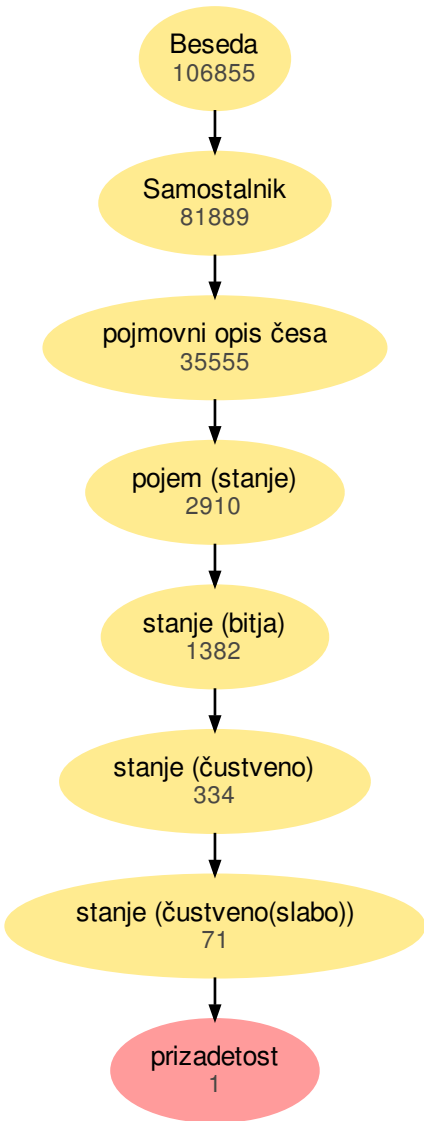 Beseda
106855
Samostalnik
81889
pojmovni opis česa
35555
pojem (stanje)
2910
stanje (bitja)
1382
stanje (čustveno)
334
stanje (čustveno(slabo))
71
prizadetost
1